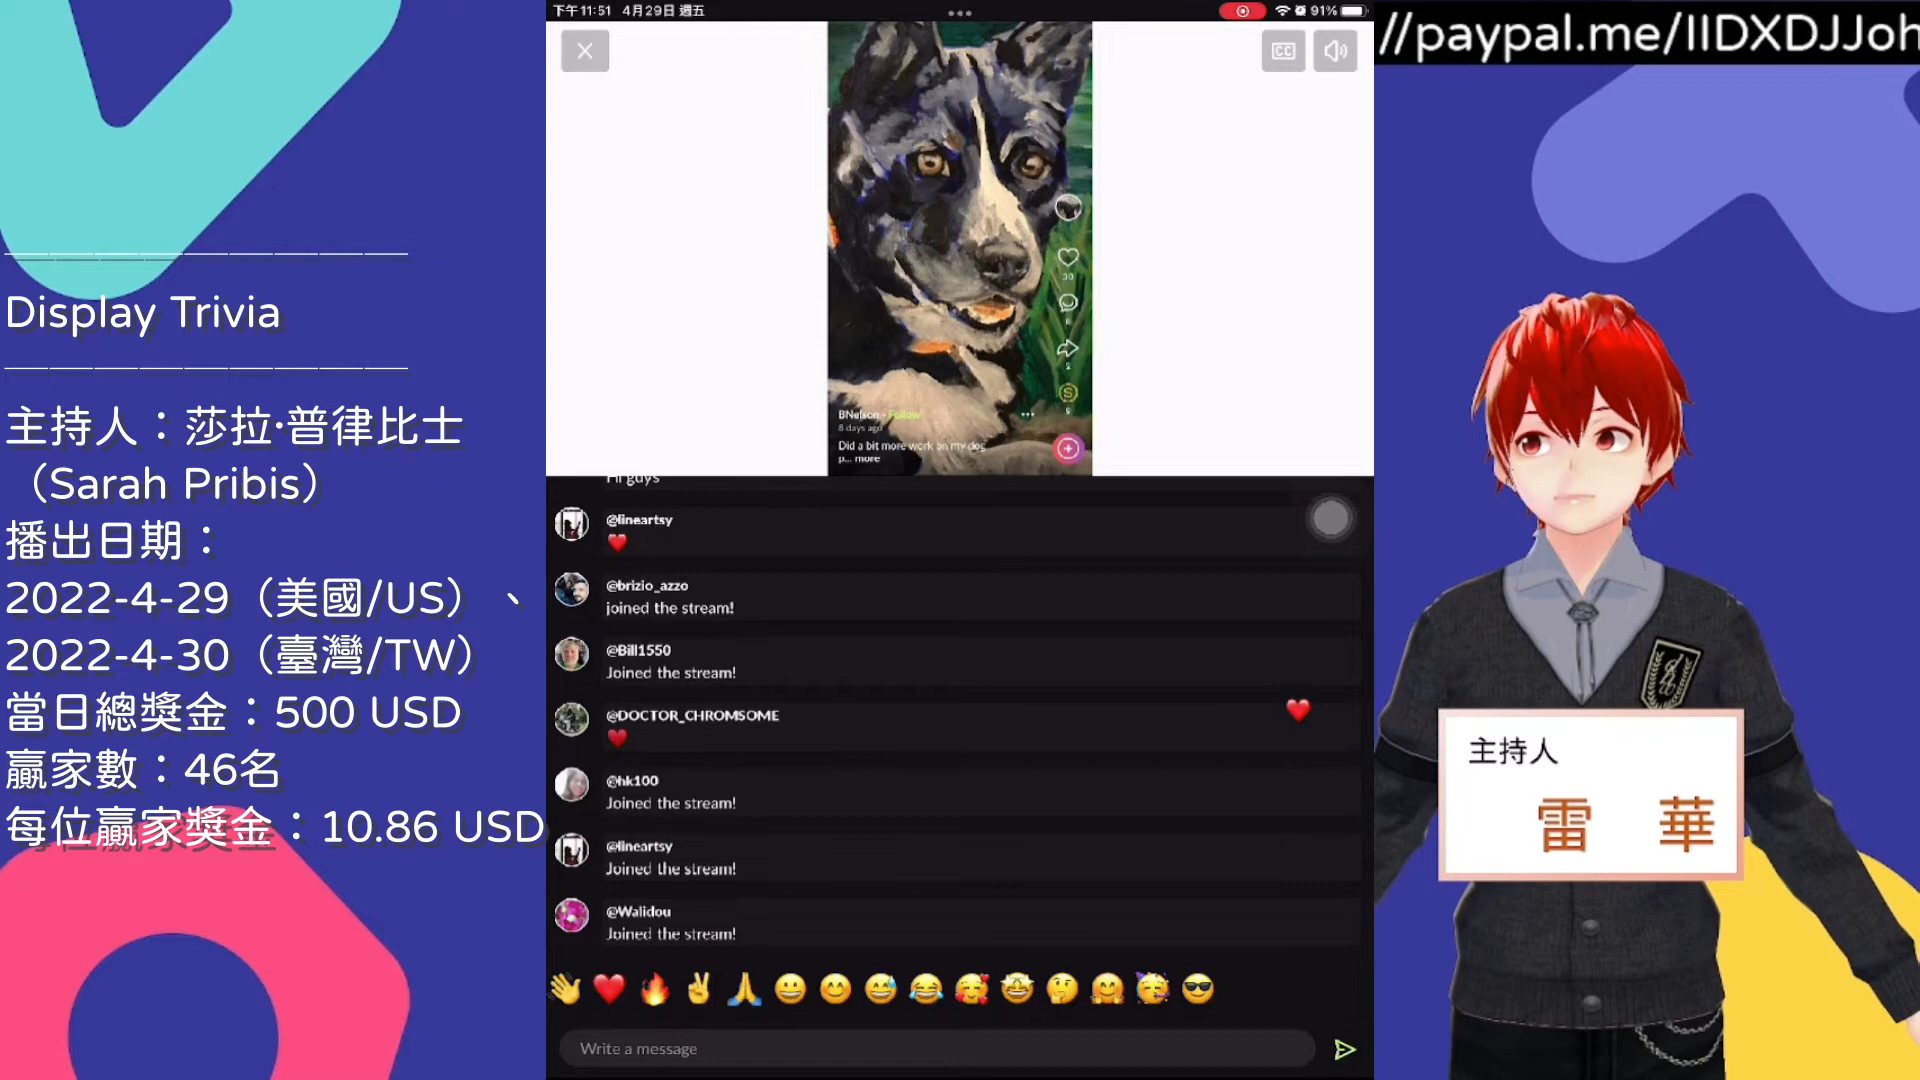 Display Trivia
主持人：莎拉·普律比士
（Sarah Pribis）
播出日期：
2022-4-29（美國/US）、
2022-4-30（臺灣/TW）
當日總獎金：500 USD
贏家數：46名
每位贏家獎金：10.86 USD
下午11:51 4月29日 週五
91%
CC
30
BNelson · Follow
8 days ago
Did a bit more work on my dog
p... more
Hi guys
@lineartsy
@brizio_azzo
joined the stream!
@Bill1550
Joined the stream!
@DOCTOR_CHROMSOME
@hk100
Joined the stream!
@lineartsy
Joined the stream!
@Walidou
Joined the stream!
Write a message
//paypal.me/IIDXDJJoh
主持人
雷 華